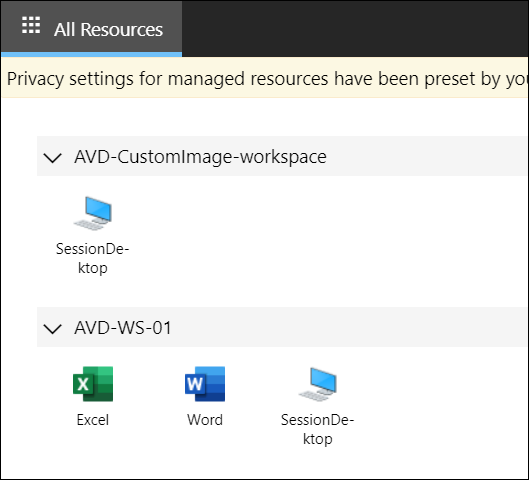 All Resources
Privacy settings for managed resources have been preset by
AVD-CustomImage-workspace
SessionDe-
ktop
AVD-WS-01
Excel
Word
SessionDe-
ktop